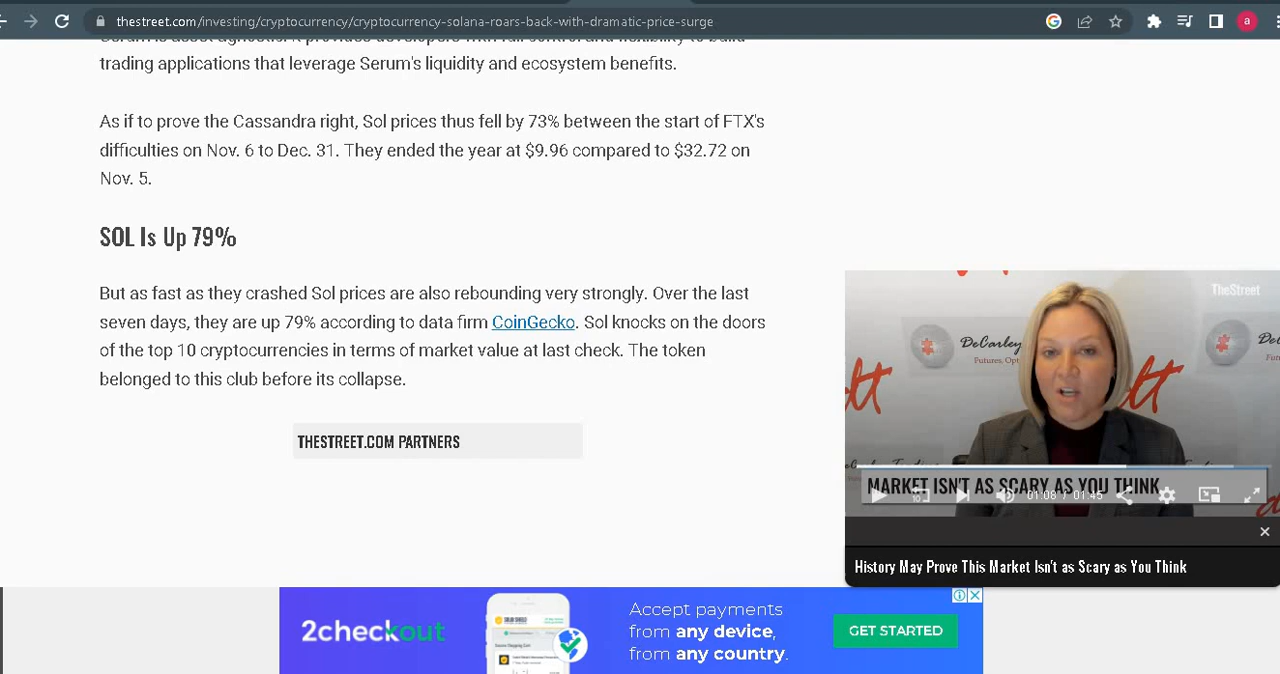 thestreet.com/investing/cryptocurrency/cryptocurrency-solana-roars-back-with-dramatic-price-surge
a
trading applications that leverage Serum's liquidity and ecosystem benefits.
As if to prove the Cassandra right, Sol prices thus fell by 73% between the start of FTX's
difficulties on Nov. 6 to Dec. 31. They ended the year at $9.96 compared to $32.72 on
Nov. 5.
SOL Is Up 79%
But as fast as they crashed Sol prices are also rebounding very strongly. Over the last
seven days, they are up 79% according to data firm CoinGecko. Sol knocks on the doors
of the top 10 cryptocurrencies in terms of market value at last check. The token
belonged to this club before its collapse.
THESTREET.COM PARTNERS
TheStreet
DeCarley
Futures, Opt
MARKET ISN'T AS SCARY AS YOU THINK
10
01:08 / 01:45
History May Prove This Market Isn't as Scary as You Think
2checkout
Accept payments
from any device,
from any country.
GET STARTED